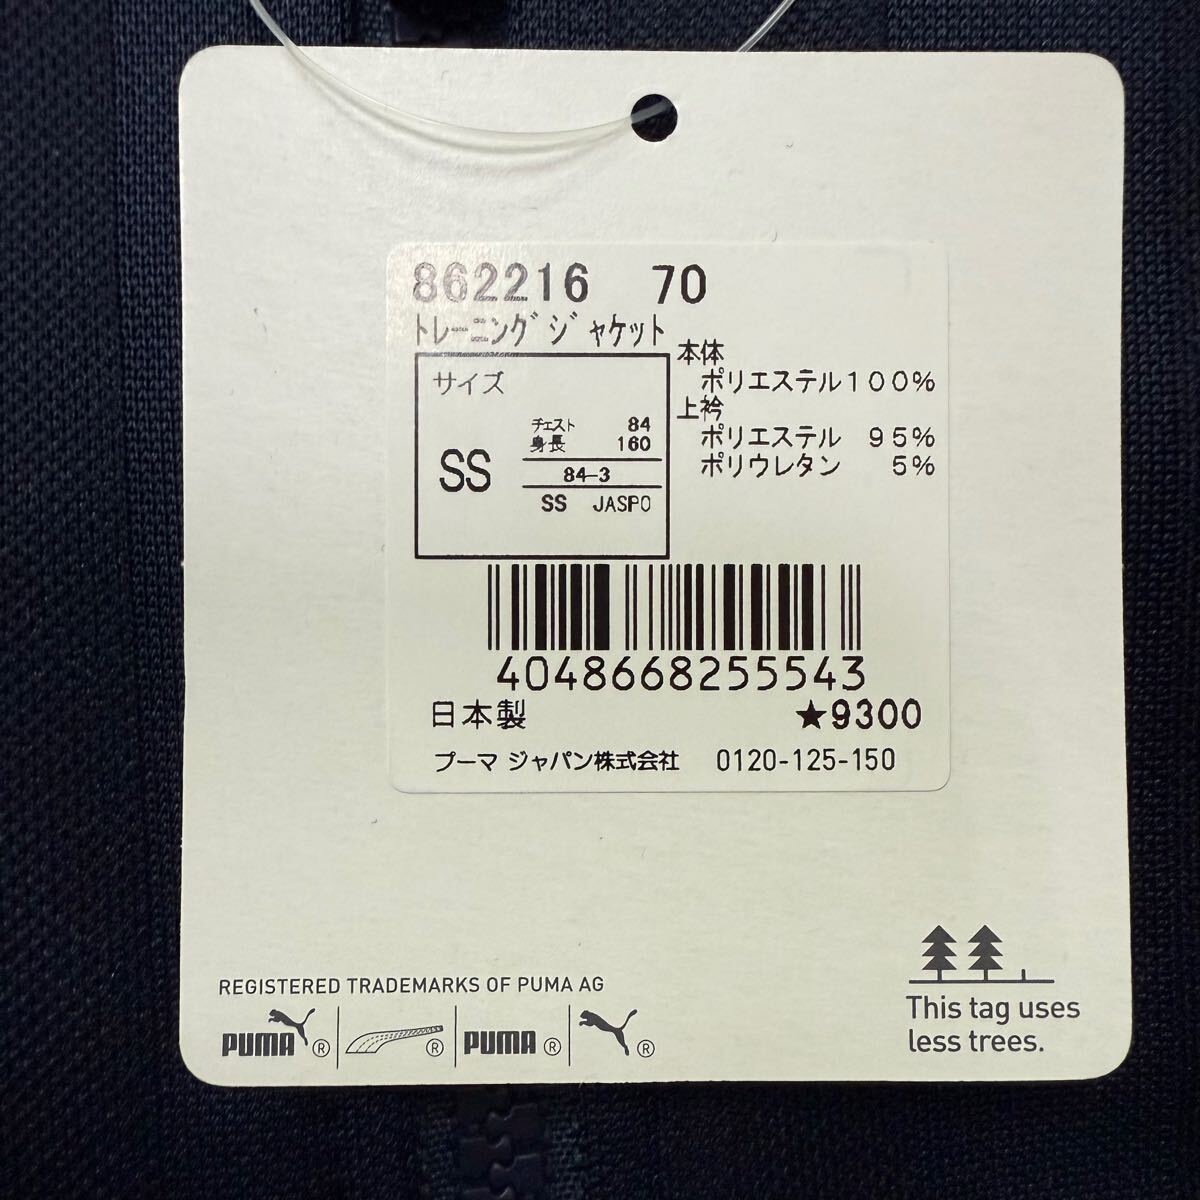 862216 70
トレーニングジャケット
サイズ
SS
チェスト 84
身長 160
84-3
SS JASPO
本体
ポリエステル100%
上衿
ポリエステル 95%
ポリウレタン 5%
4048668255543
日本製 ★9300
プーマ ジャパン株式会社 0120-125-150
REGISTERED TRADEMARKS OF PUMA AG
PUMA ® ® PUMA ® ®
This tag uses
less trees.